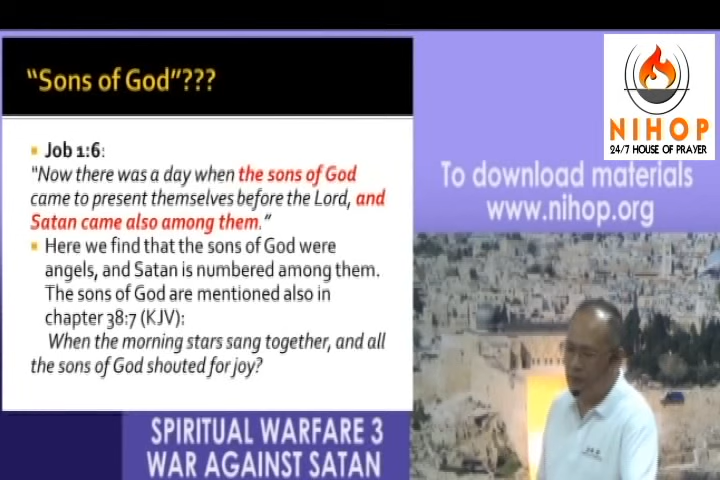 "Sons of God"???
Job 1:6:
"Now there was a day when the sons of God
came to present themselves before the Lord, and
Satan came also among them."
Here we find that the sons of God were
angels, and Satan is numbered among them.
The sons of God are mentioned also in
chapter 38:7 (KJV):
When the morning stars sang together, and all
the sons of God shouted for joy?
NIHOP
24/7 HOUSE OF PRAYER
To download materials
www.nihop.org
SPIRITUAL WARFARE 3
WAR AGAINST SATAN